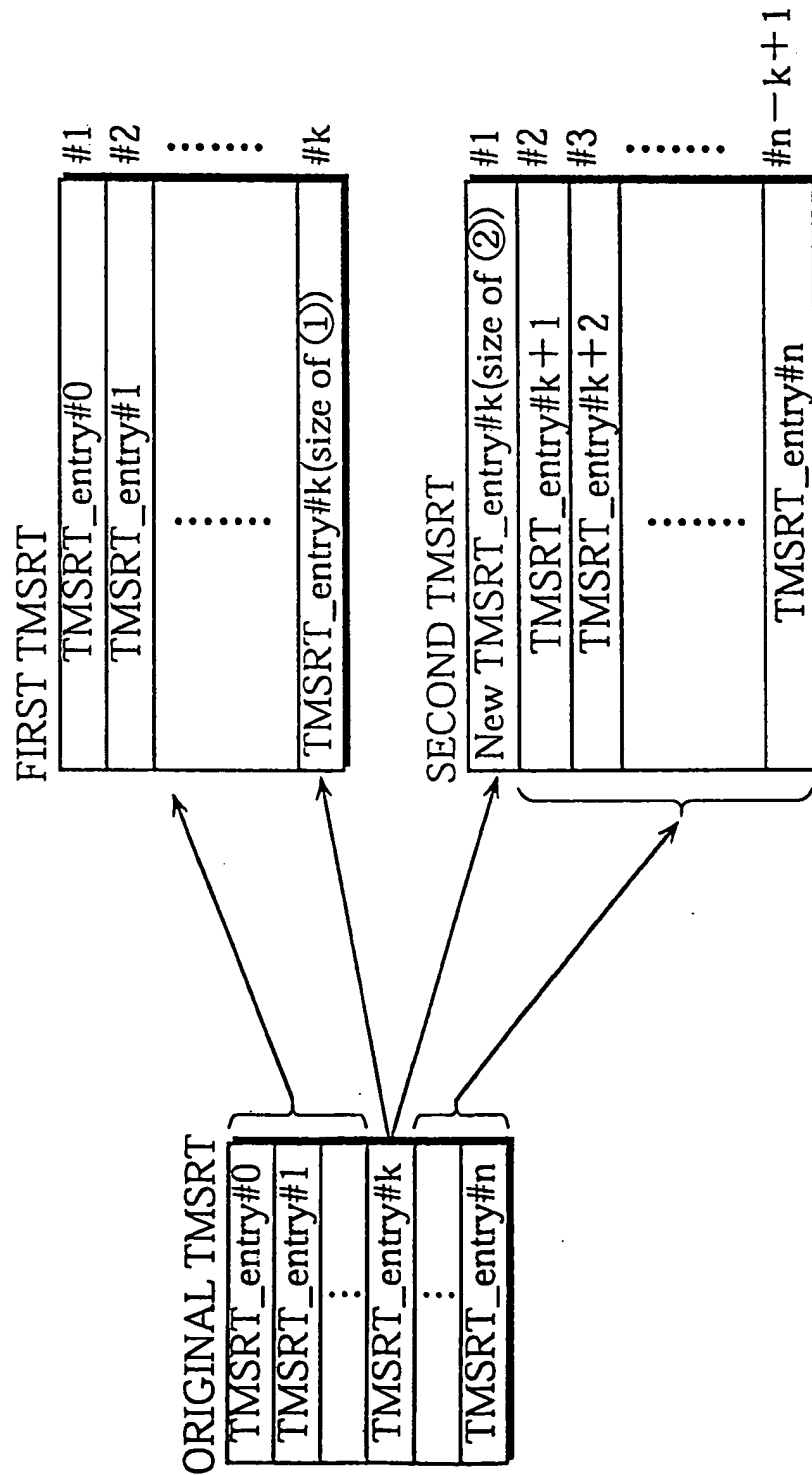 ORIGINAL TMSRT
TMSRT_entry#0
TMSRT_entry#1
...
TMSRT_entry#k
...
TMSRT_entry#n
FIRST TMSRT
TMSRT_entry#0 #1
TMSRT_entry#1 #2
....... .......
TMSRT_entry#k(size of ①) #k
SECOND TMSRT
New TMSRT_entry#k(size of ②) #1
TMSRT_entry#k+1 #2
TMSRT_entry#k+2 #3
....... .......
TMSRT_entry#n #n−k+1